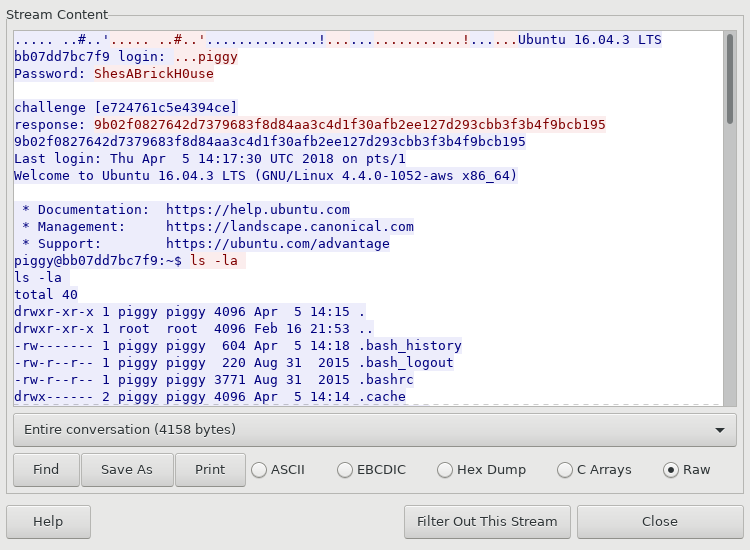 Stream Content
..... ..#..'..... ..#..'..............!...................!......Ubuntu 16.04.3 LTS
bb07dd7bc7f9 login: ...piggy
Password: ShesABrickH0use
challenge [e724761c5e4394ce]
response: 9b02f0827642d7379683f8d84aa3c4d1f30afb2ee127d293cbb3f3b4f9bcb195
9b02f0827642d7379683f8d84aa3c4d1f30afb2ee127d293cbb3f3b4f9bcb195
Last login: Thu Apr  5 14:17:30 UTC 2018 on pts/1
Welcome to Ubuntu 16.04.3 LTS (GNU/Linux 4.4.0-1052-aws x86_64)
 * Documentation:  https://help.ubuntu.com
 * Management:     https://landscape.canonical.com
 * Support:        https://ubuntu.com/advantage
piggy@bb07dd7bc7f9:~$ ls -la
ls -la
total 40
drwxr-xr-x 1 piggy piggy 4096 Apr  5 14:15 .
drwxr-xr-x 1 root  root  4096 Feb 16 21:53 ..
-rw------- 1 piggy piggy  604 Apr  5 14:18 .bash_history
-rw-r--r-- 1 piggy piggy  220 Aug 31  2015 .bash_logout
-rw-r--r-- 1 piggy piggy 3771 Aug 31  2015 .bashrc
drwx------ 2 piggy piggy 4096 Apr  5 14:14 .cache
Entire conversation (4158 bytes)
Find Save As Print ASCII EBCDIC Hex Dump C Arrays Raw
Help Filter Out This Stream Close